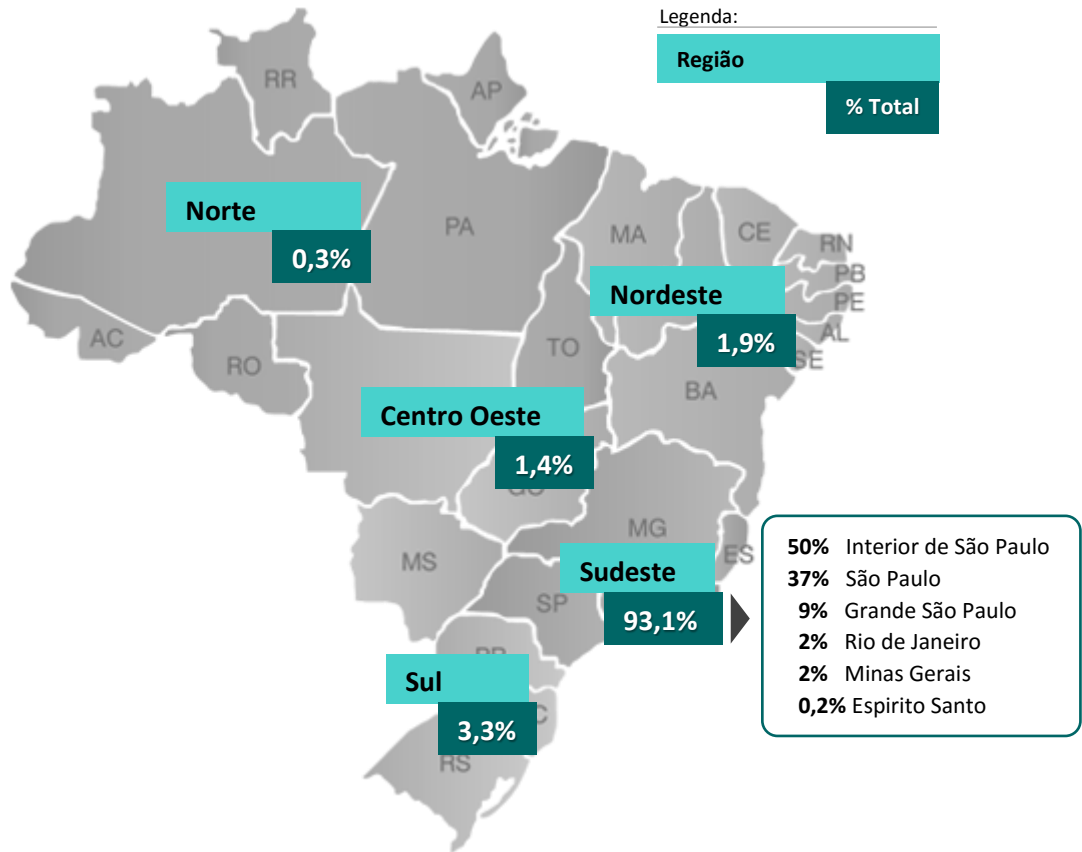 Legenda:
Região
% Total
RR
AP
Norte
0,3%
PA
MA
CE
RN
PB
PE
AL
SE
Nordeste
1,9%
AC
RO
TO
BA
Centro Oeste
1,4%
GO
MG
ES
MS
SP
Sudeste
93,1%
50% Interior de São Paulo
37% São Paulo
9% Grande São Paulo
2% Rio de Janeiro
2% Minas Gerais
0,2% Espirito Santo
PR
Sul
3,3%
RS